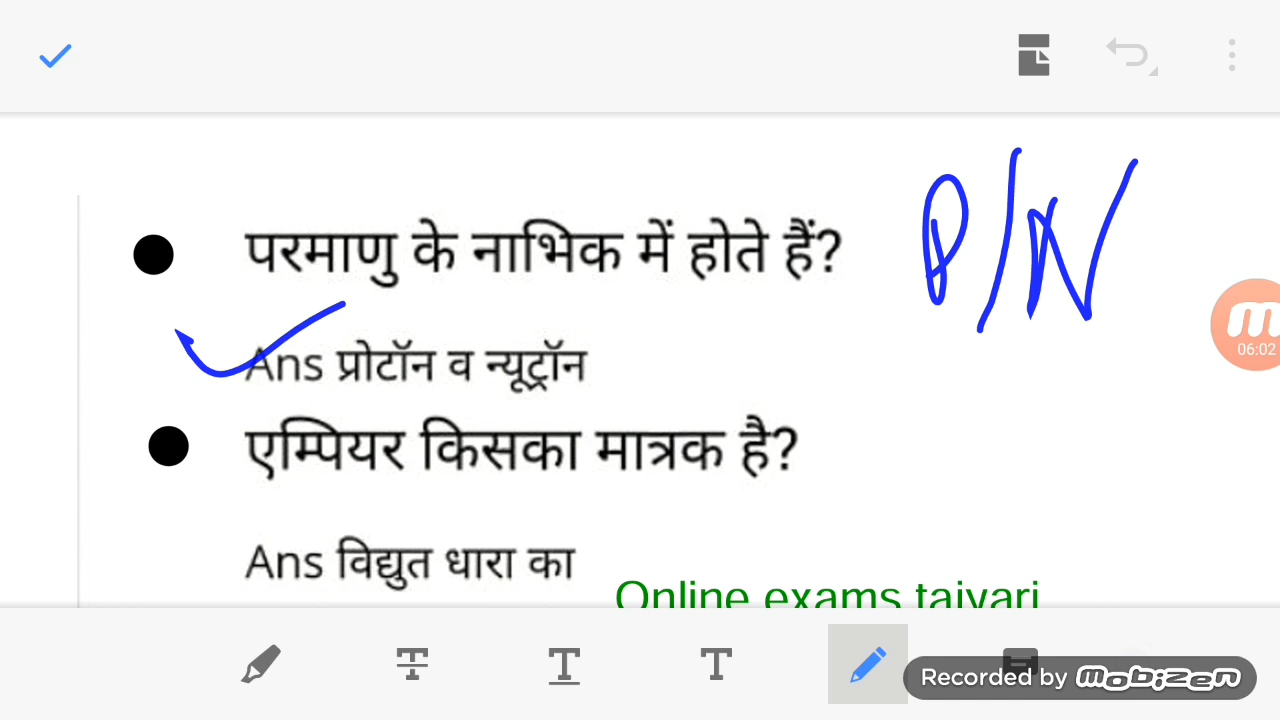 परमाणु के नाभिक में होते हैं?
P/N
Ans प्रोटॉन व न्यूट्रॉन
06:02
एम्पियर किसका मात्रक है?
Ans विद्युत धारा का
Online exams taiyari
Recorded by mobizen